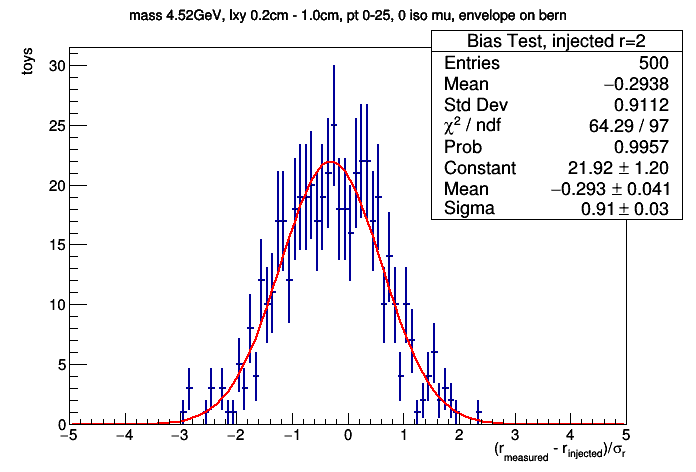 mass 4.52GeV, lxy 0.2cm - 1.0cm, pt 0-25, 0 iso mu, envelope on bern
Bias Test, injected r=2
Entries 500
Mean −0.2938
Std Dev 0.9112
χ² / ndf 64.29 / 97
Prob 0.9957
Constant 21.92 ± 1.20
Mean −0.293 ± 0.041
Sigma 0.91 ± 0.03
toys
30
25
20
15
10
5
0
−5 −4 −3 −2 −1 0 1 2 3 4 5
(r_measured - r_injected)/σ_r